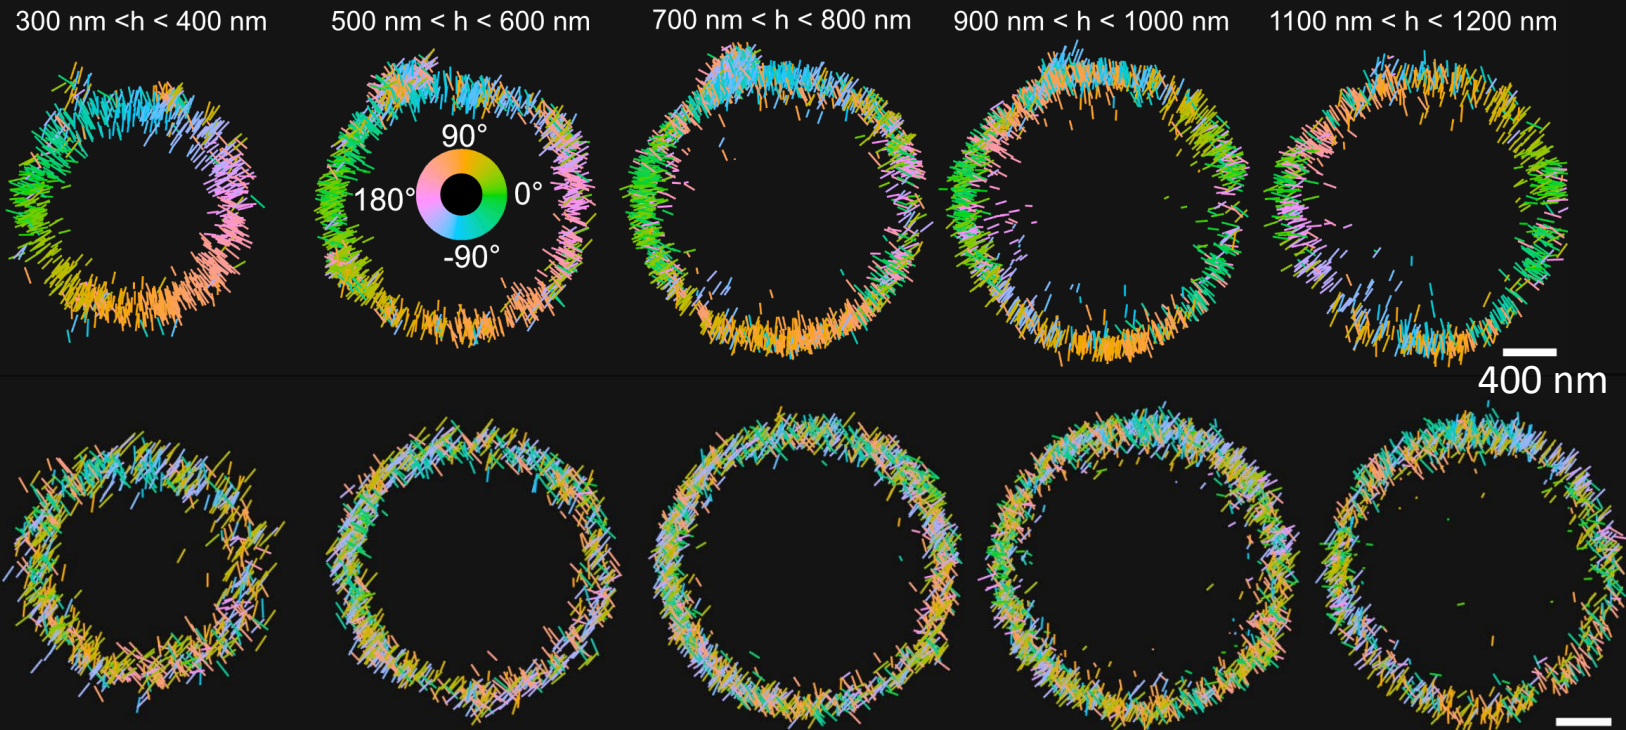 300 nm <h < 400 nm
500 nm < h < 600 nm
700 nm < h < 800 nm
900 nm < h < 1000 nm
1100 nm < h < 1200 nm
90°
180°
0°
-90°
400 nm